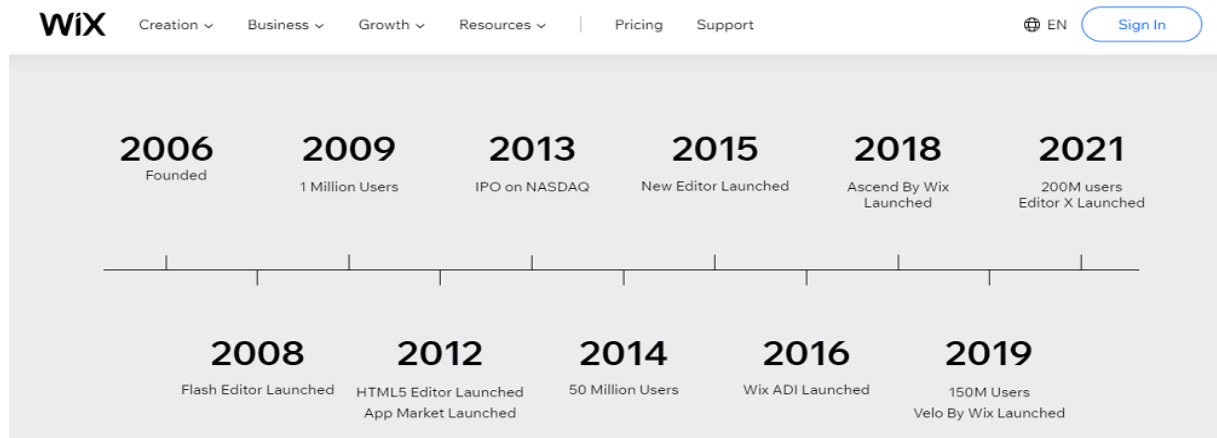 WiX Creation Business Growth Resources Pricing Support EN Sign In
2006 2009 2013 2015 2018 2021
Founded
1 Million Users IPO on NASDAQ New Editor Launched Ascend By Wix 200M users
Launched Editor X Launched
2008 2012 2014 2016 2019
Flash Editor Launched HTML5 Editor Launched 50 Million Users Wix ADI Launched 150M Users
App Market Launched Velo By Wix Launched